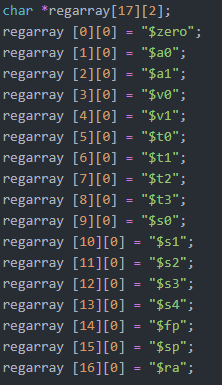 char *regarray[17][2];
regarray [0][0] = "$zero";
regarray [1][0] = "$a0";
regarray [2][0] = "$a1";
regarray [3][0] = "$v0";
regarray [4][0] = "$v1";
regarray [5][0] = "$t0";
regarray [6][0] = "$t1";
regarray [7][0] = "$t2";
regarray [8][0] = "$t3";
regarray [9][0] = "$s0";
regarray [10][0] = "$s1";
regarray [11][0] = "$s2";
regarray [12][0] = "$s3";
regarray [13][0] = "$s4";
regarray [14][0] = "$fp";
regarray [15][0] = "$sp";
regarray [16][0] = "$ra";